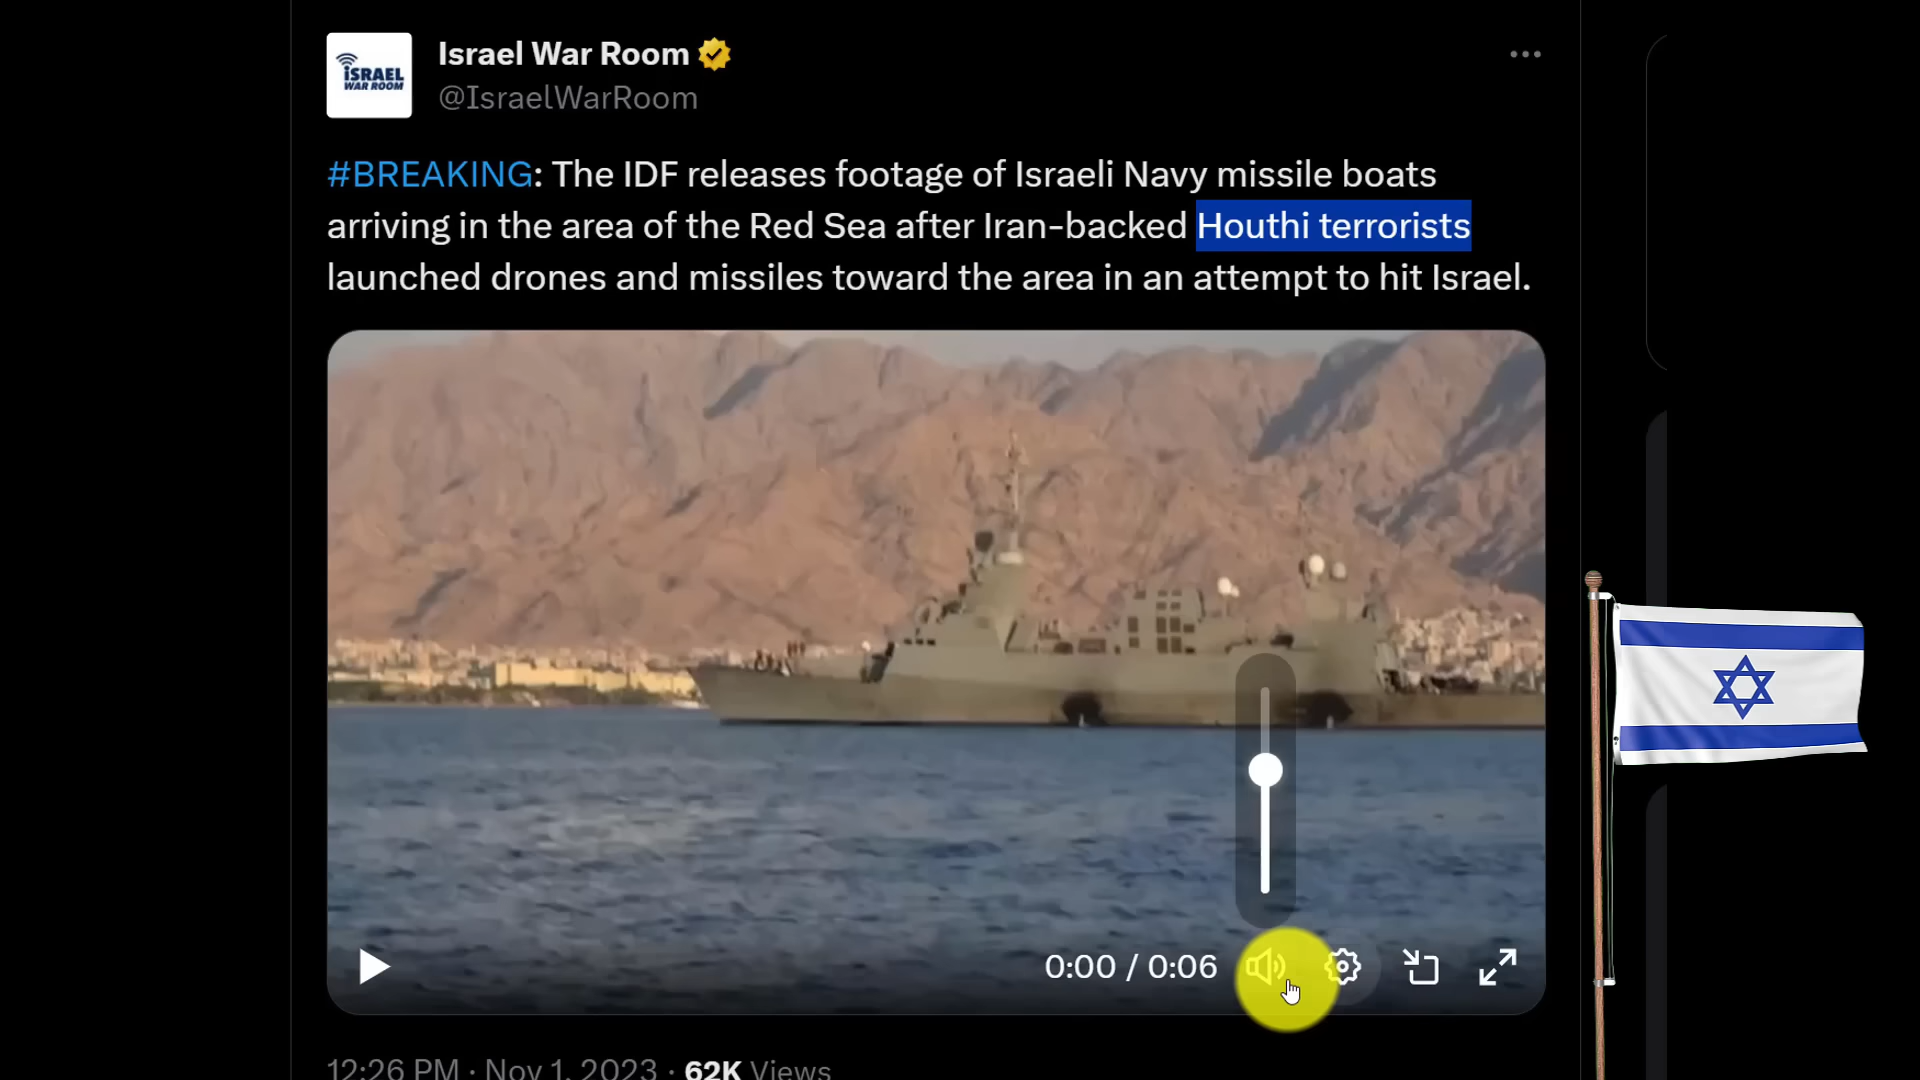 ISRAEL
WAR ROOM
Israel War Room
@IsraelWarRoom
#BREAKING: The IDF releases footage of Israeli Navy missile boats
arriving in the area of the Red Sea after Iran-backed Houthi terrorists
launched drones and missiles toward the area in an attempt to hit Israel.
0:00 / 0:06
12:26 PM · Nov 1, 2023 · 62K Views